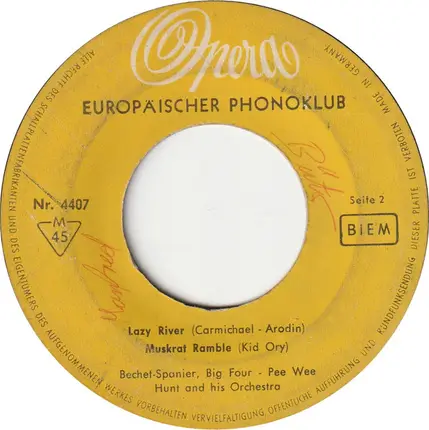 Opera
EUROPÄISCHER PHONOKLUB
Nr. 4407
M
45
Seite 2
BIEM
Manfred
Lazy River (Carmichael - Arodin)
Muskrat Ramble (Kid Ory)
Bechet-Spanier, Big Four - Pee Wee
Hunt and his Orchestra
ALLE RECHTE DES SCHALLPLATTENFABRIKANTEN UND DES EIGENTÜMERS DES AUFGENOMMENEN WERKES VORBEHALTEN VERVIELFÄLTIGUNG - ÖFFENTLICHE AUFFÜHRUNG UND RUNDFUNKSENDUNG DIESER PLATTE IST VERBOTEN MADE IN GERMANY.